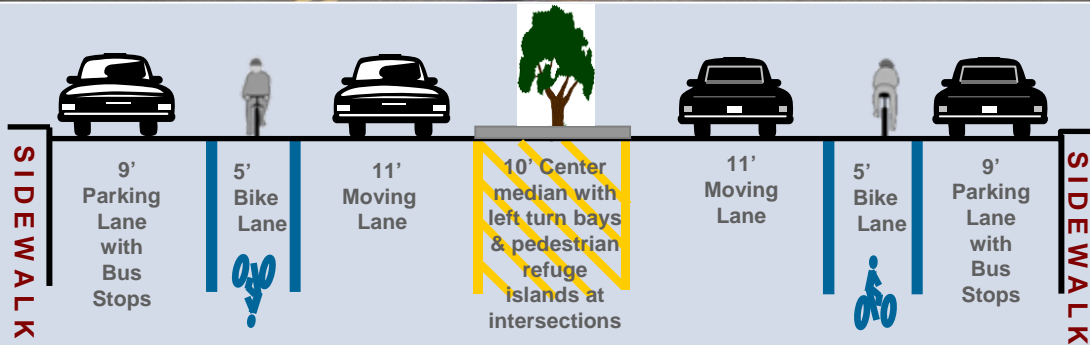 SIDEWALK
9’
Parking
Lane
with
Bus
Stops
5’
Bike
Lane
11’
Moving
Lane
10’ Center
median with
left turn bays
& pedestrian
refuge
islands at
intersections
11’
Moving
Lane
5’
Bike
Lane
9’
Parking
Lane
with
Bus
Stops
SIDEWALK